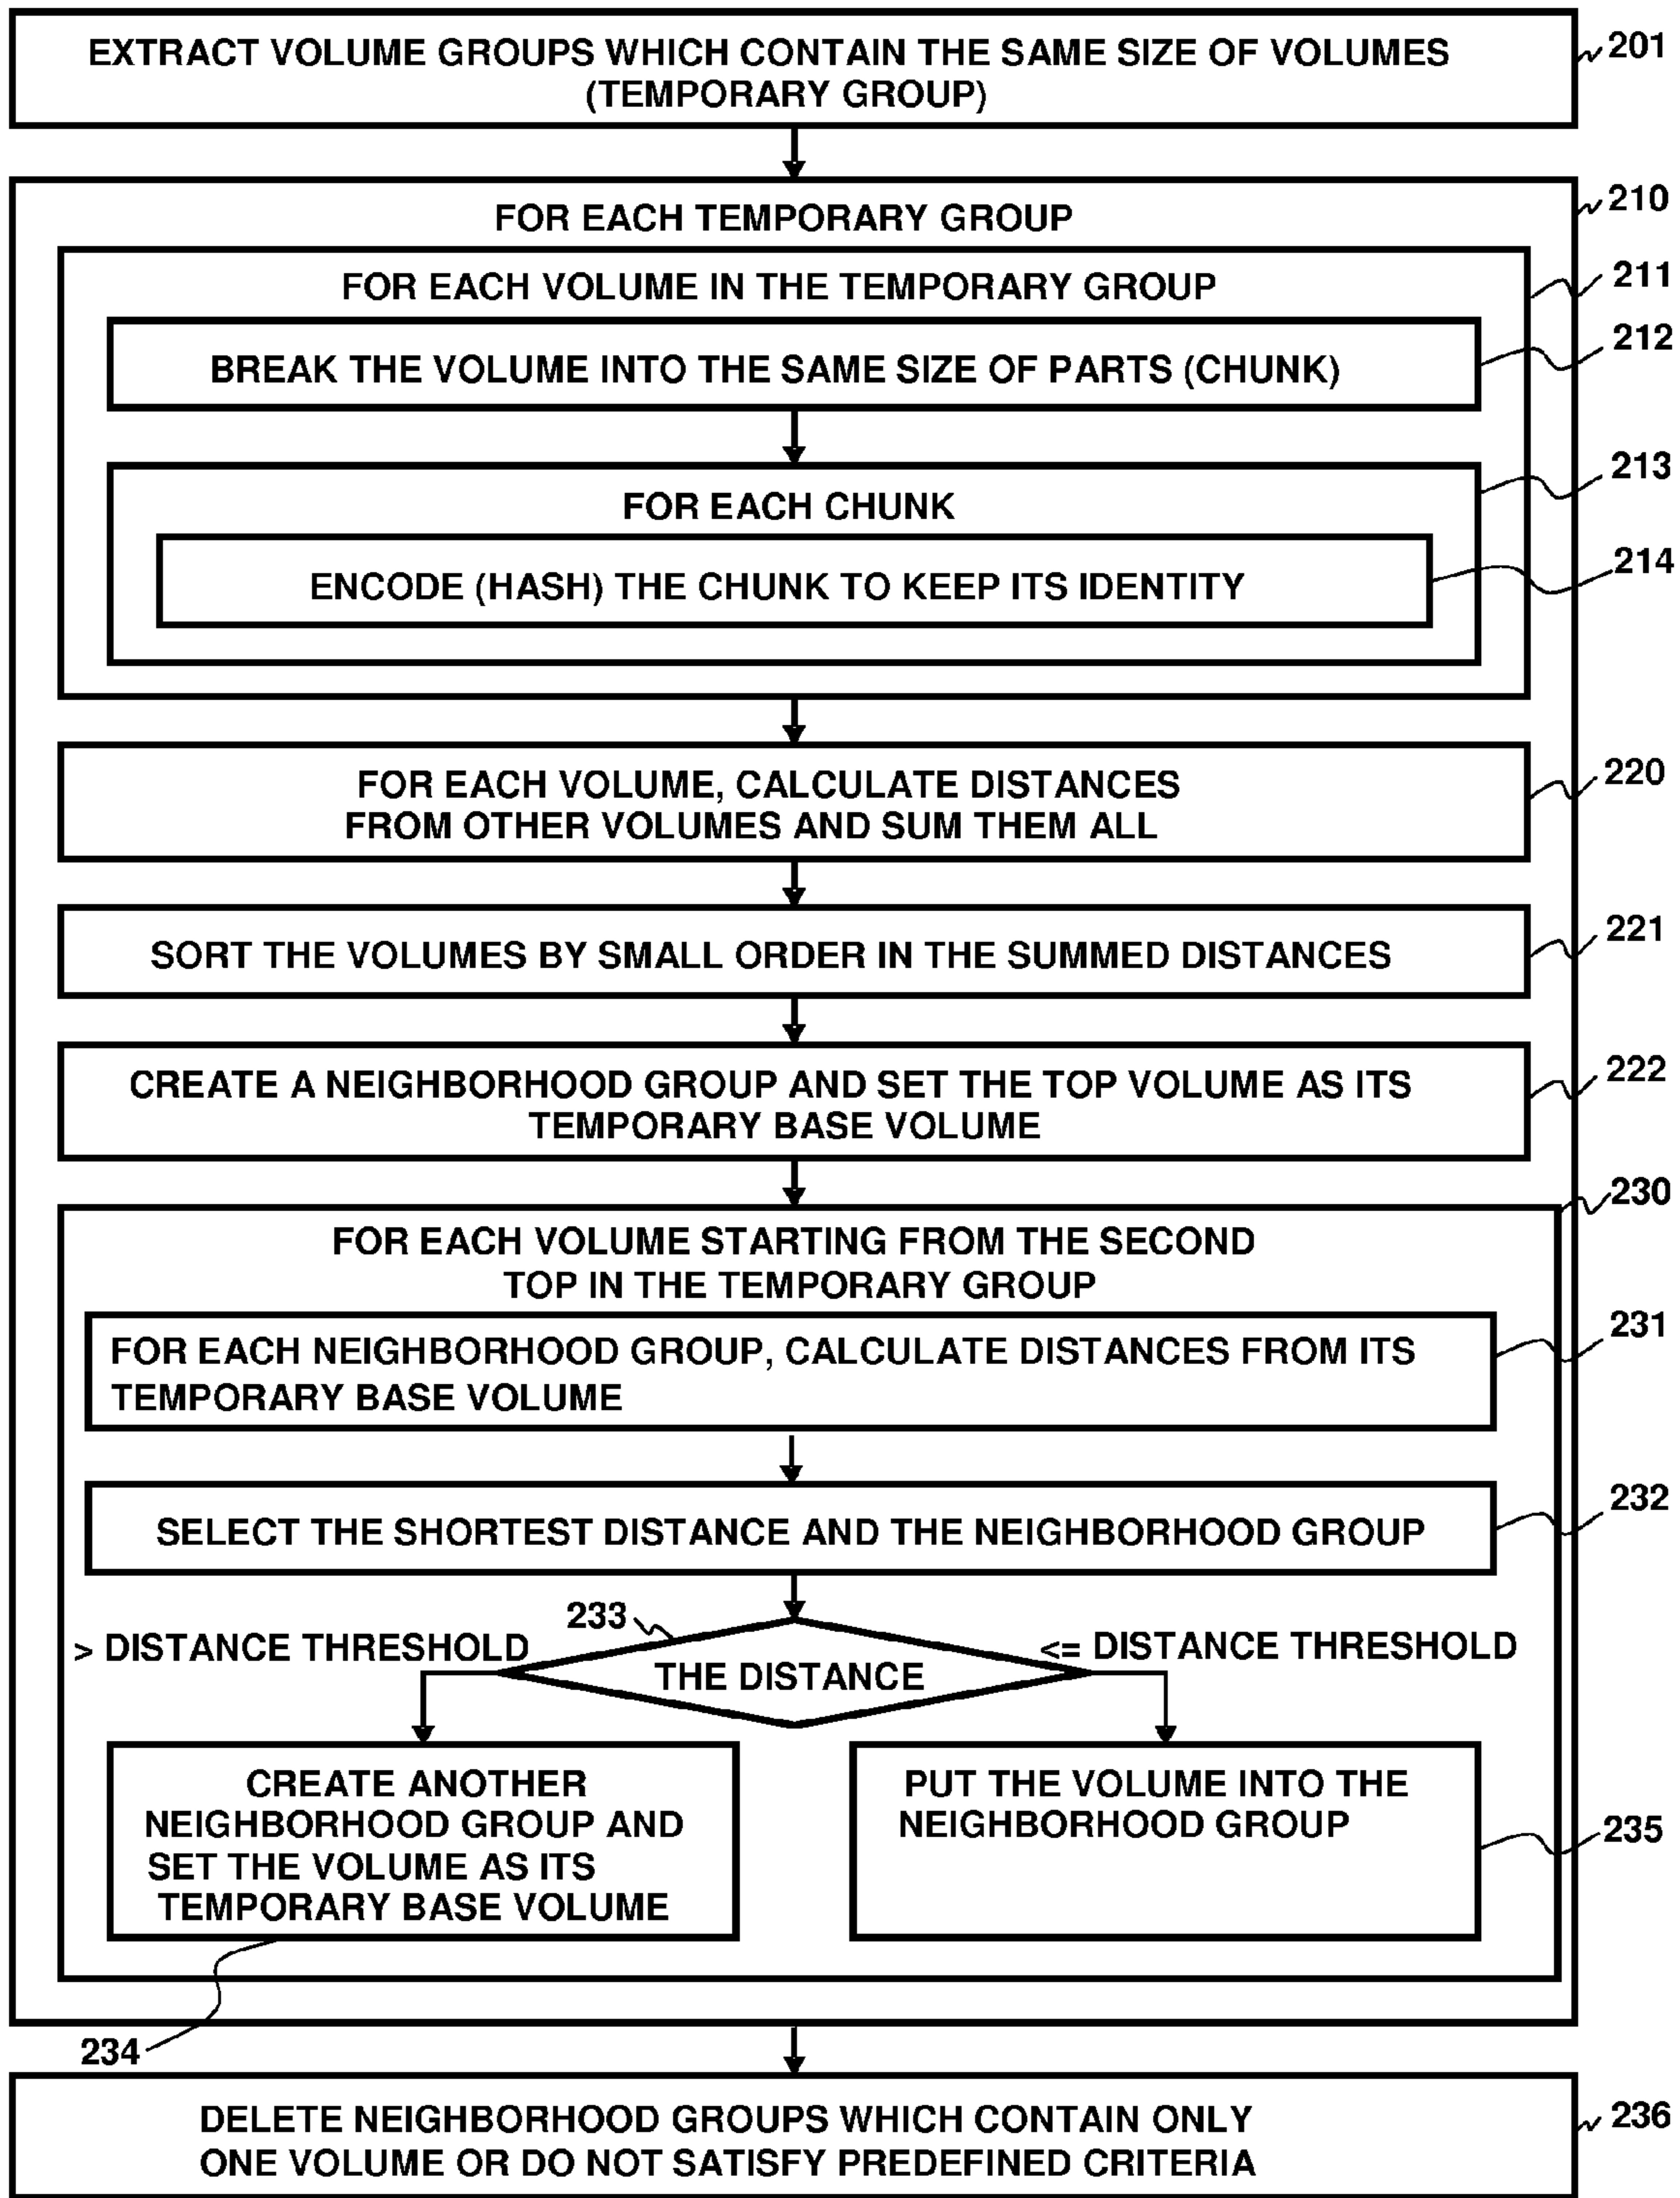 EXTRACT VOLUME GROUPS WHICH CONTAIN THE SAME SIZE OF VOLUMES
(TEMPORARY GROUP)
201
210
FOR EACH TEMPORARY GROUP
FOR EACH VOLUME IN THE TEMPORARY GROUP
211
BREAK THE VOLUME INTO THE SAME SIZE OF PARTS (CHUNK)
212
FOR EACH CHUNK
213
ENCODE (HASH) THE CHUNK TO KEEP ITS IDENTITY
214
FOR EACH VOLUME, CALCULATE DISTANCES
FROM OTHER VOLUMES AND SUM THEM ALL
220
SORT THE VOLUMES BY SMALL ORDER IN THE SUMMED DISTANCES
221
CREATE A NEIGHBORHOOD GROUP AND SET THE TOP VOLUME AS ITS
TEMPORARY BASE VOLUME
222
230
FOR EACH VOLUME STARTING FROM THE SECOND
TOP IN THE TEMPORARY GROUP
FOR EACH NEIGHBORHOOD GROUP, CALCULATE DISTANCES FROM ITS
TEMPORARY BASE VOLUME
231
SELECT THE SHORTEST DISTANCE AND THE NEIGHBORHOOD GROUP
232
233
> DISTANCE THRESHOLD
<= DISTANCE THRESHOLD
THE DISTANCE
CREATE ANOTHER
NEIGHBORHOOD GROUP AND
SET THE VOLUME AS ITS
TEMPORARY BASE VOLUME
PUT THE VOLUME INTO THE
NEIGHBORHOOD GROUP
235
234
DELETE NEIGHBORHOOD GROUPS WHICH CONTAIN ONLY
ONE VOLUME OR DO NOT SATISFY PREDEFINED CRITERIA
236